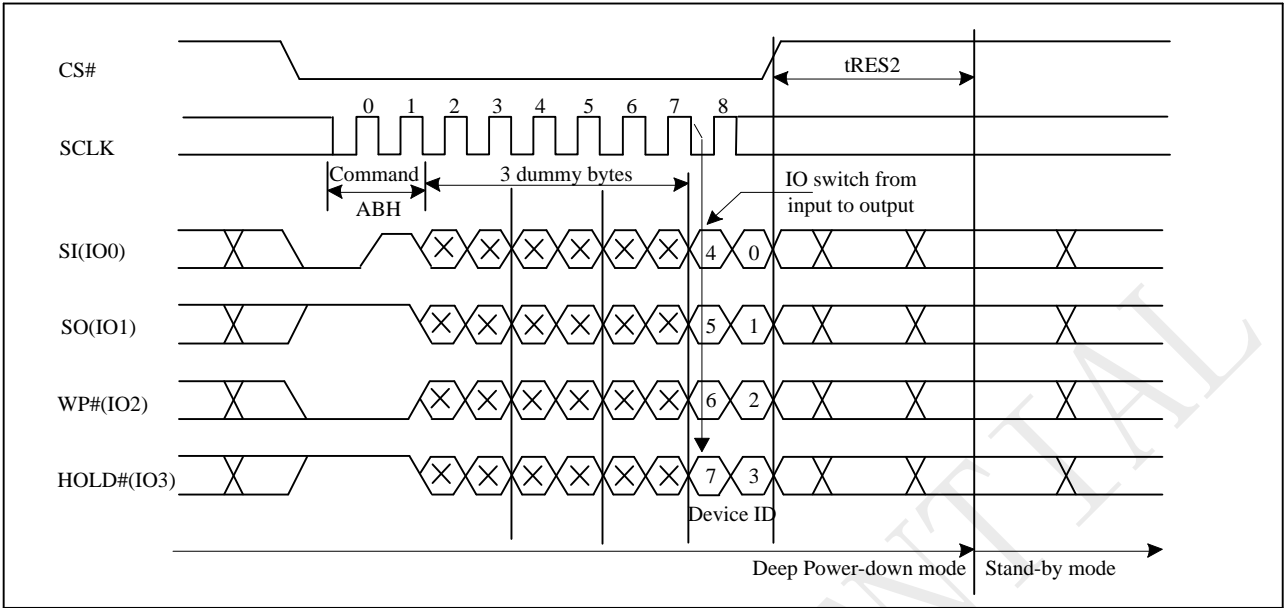 CS#
tRES2
0 1 2 3 4 5 6 7 8
SCLK
Command
3 dummy bytes
IO switch from
input to output
ABH
SI(IO0)
4 0
SO(IO1)
5 1
WP#(IO2)
6 2
HOLD#(IO3)
7 3
Device ID
Deep Power-down mode
Stand-by mode